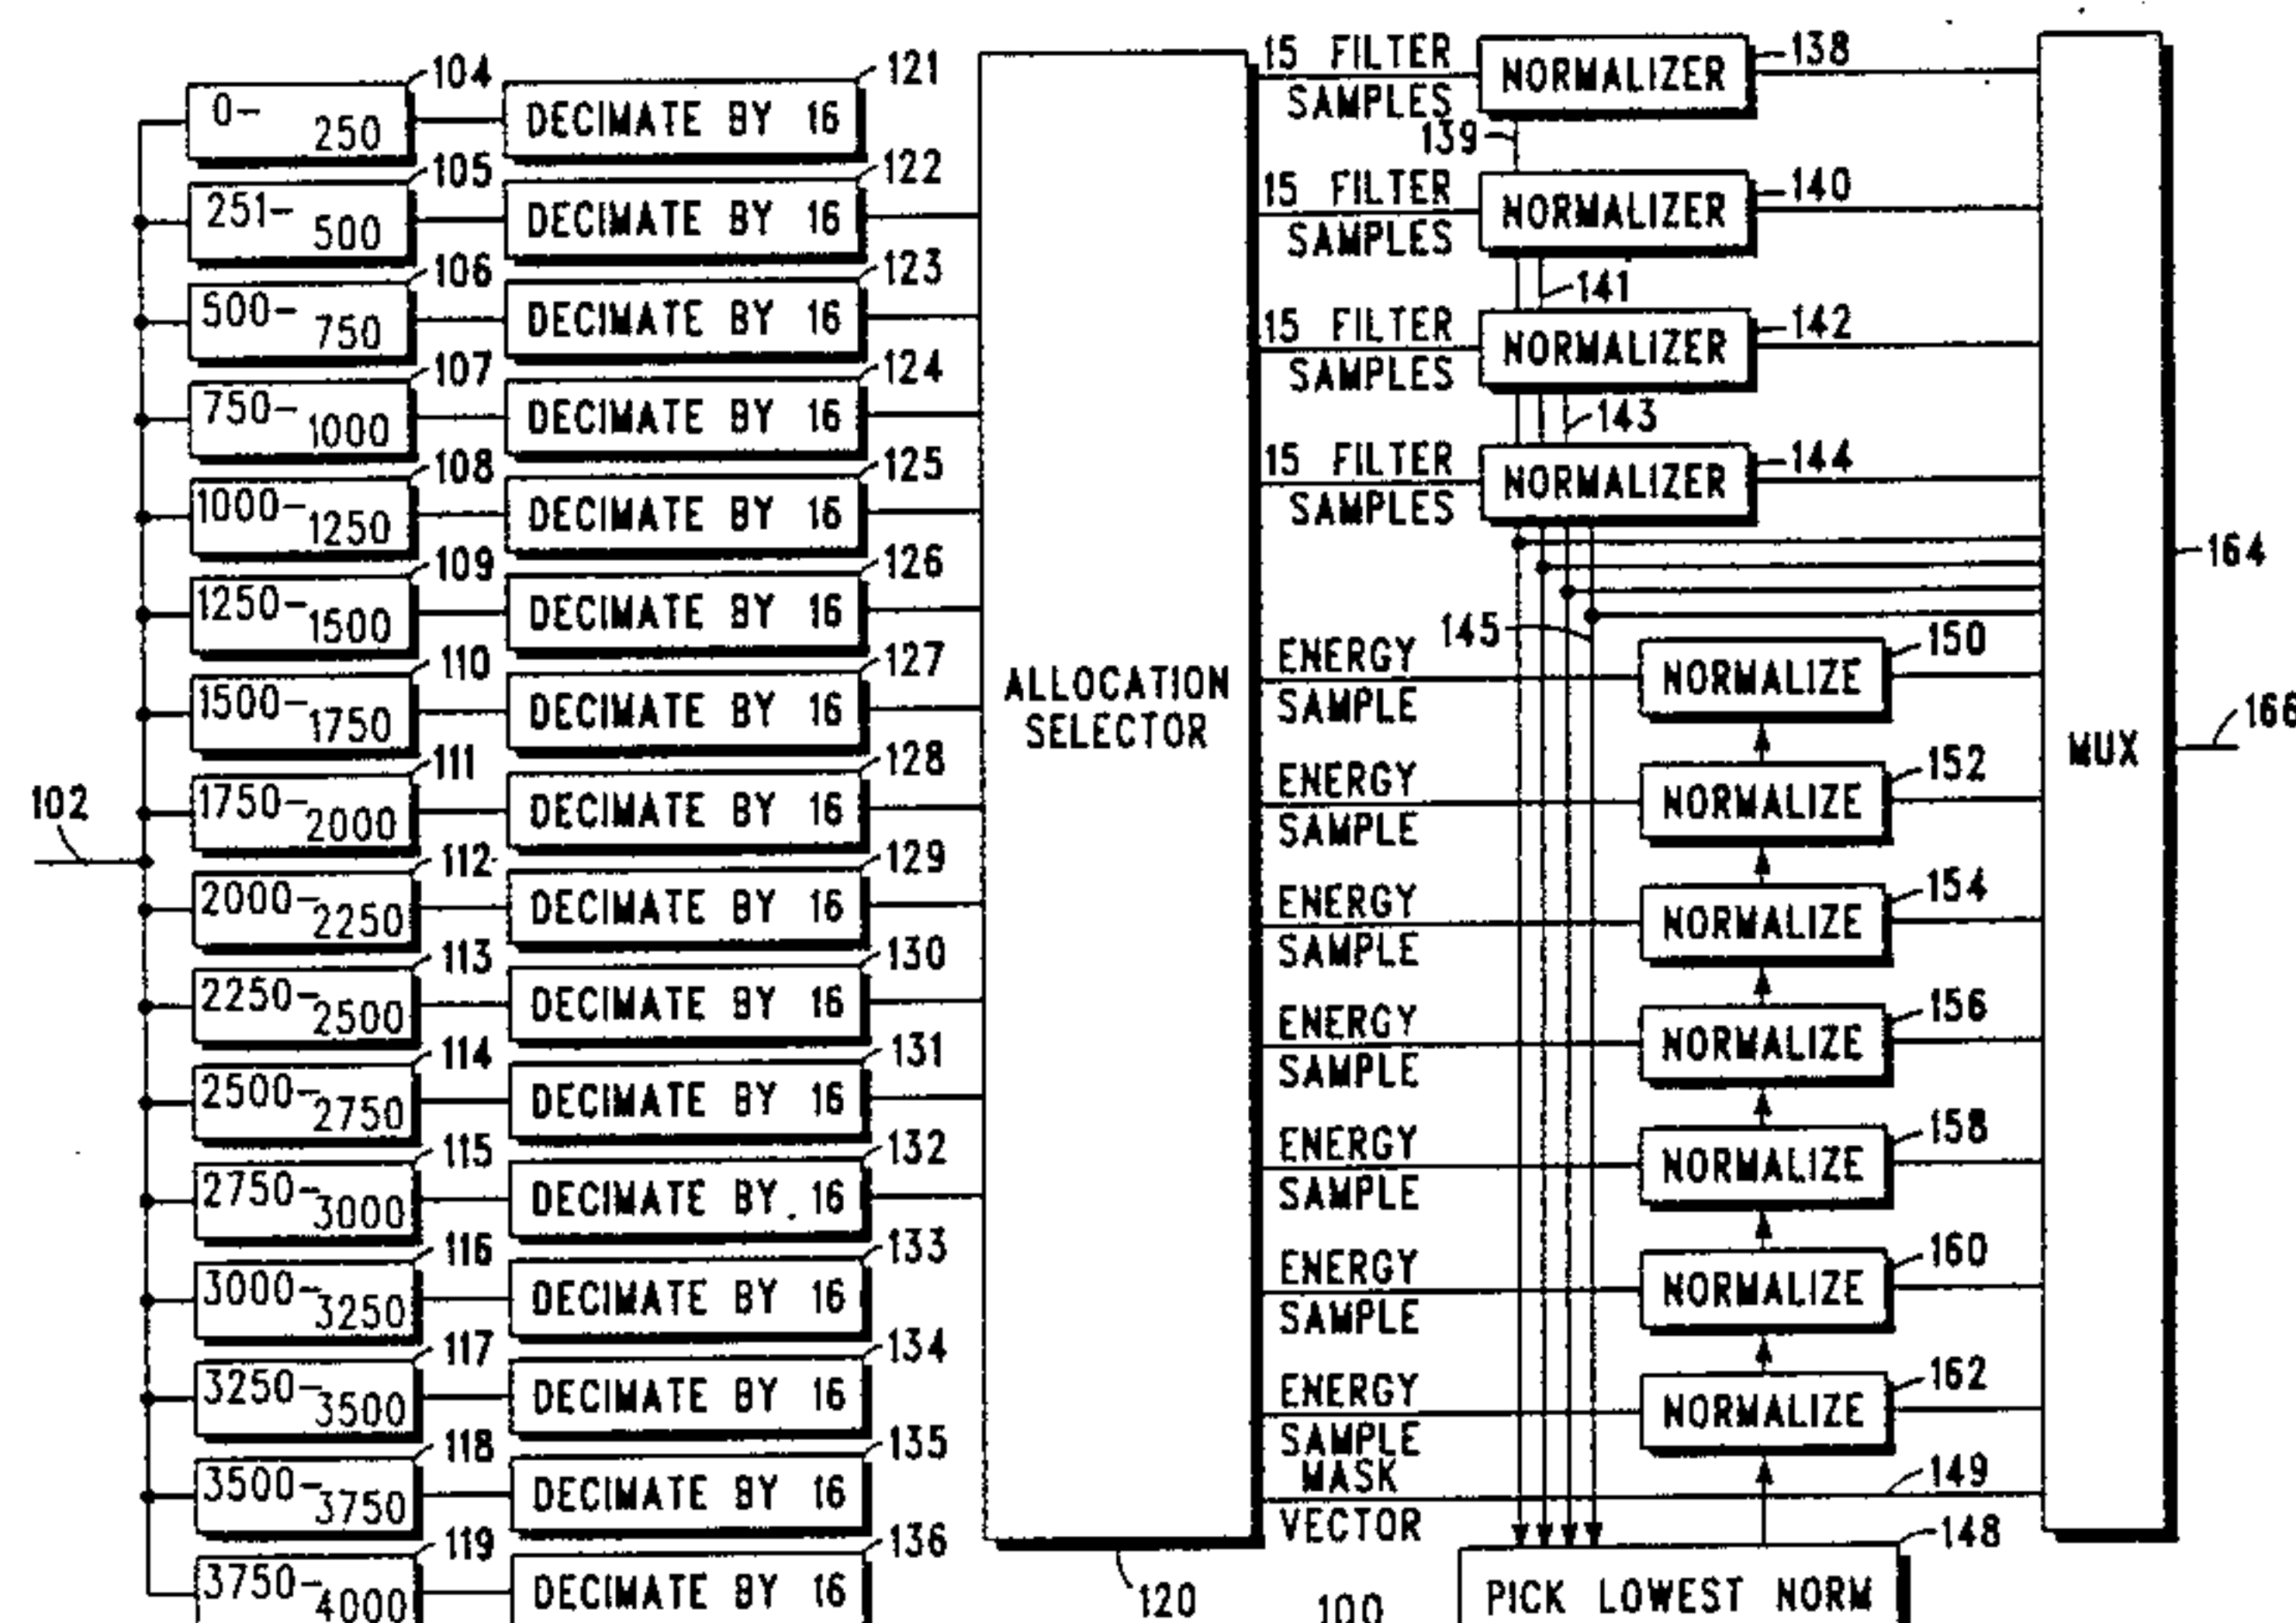 104
0-
250
DECIMATE BY 16
121
105
251-
500
DECIMATE BY 16
122
106
500-
750
DECIMATE BY 16
123
107
750-
1000
DECIMATE BY 16
124
108
1000-
1250
DECIMATE BY 16
125
109
1250-
1500
DECIMATE BY 16
126
110
1500-
1750
DECIMATE BY 16
127
111
1750-
2000
DECIMATE BY 16
128
102
112
2000-
2250
DECIMATE BY 16
129
113
2250-
2500
DECIMATE BY 16
130
114
2500-
2750
DECIMATE BY 16
131
115
2750-
3000
DECIMATE BY 16
132
116
3000-
3250
DECIMATE BY 16
133
117
3250-
3500
DECIMATE BY 16
134
118
3500-
3750
DECIMATE BY 16
135
119
3750-
4000
DECIMATE BY 16
136
ALLOCATION
SELECTOR
120
15 FILTER
SAMPLES
NORMALIZER
138
139
15 FILTER
SAMPLES
NORMALIZER
140
141
15 FILTER
SAMPLES
NORMALIZER
142
143
15 FILTER
SAMPLES
NORMALIZER
144
145
ENERGY
SAMPLE
NORMALIZE
150
ENERGY
SAMPLE
NORMALIZE
152
ENERGY
SAMPLE
NORMALIZE
154
ENERGY
SAMPLE
NORMALIZE
156
ENERGY
SAMPLE
NORMALIZE
158
ENERGY
SAMPLE
NORMALIZE
160
ENERGY
SAMPLE
NORMALIZE
162
MASK
VECTOR
149
148
PICK LOWEST NORM
100
MUX
164
166